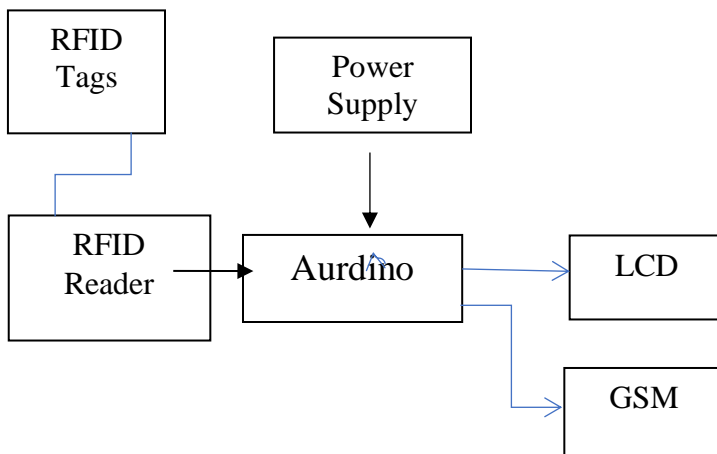 RFID
Tags
Power
Supply
RFID
Reader
Aurdino
LCD
GSM